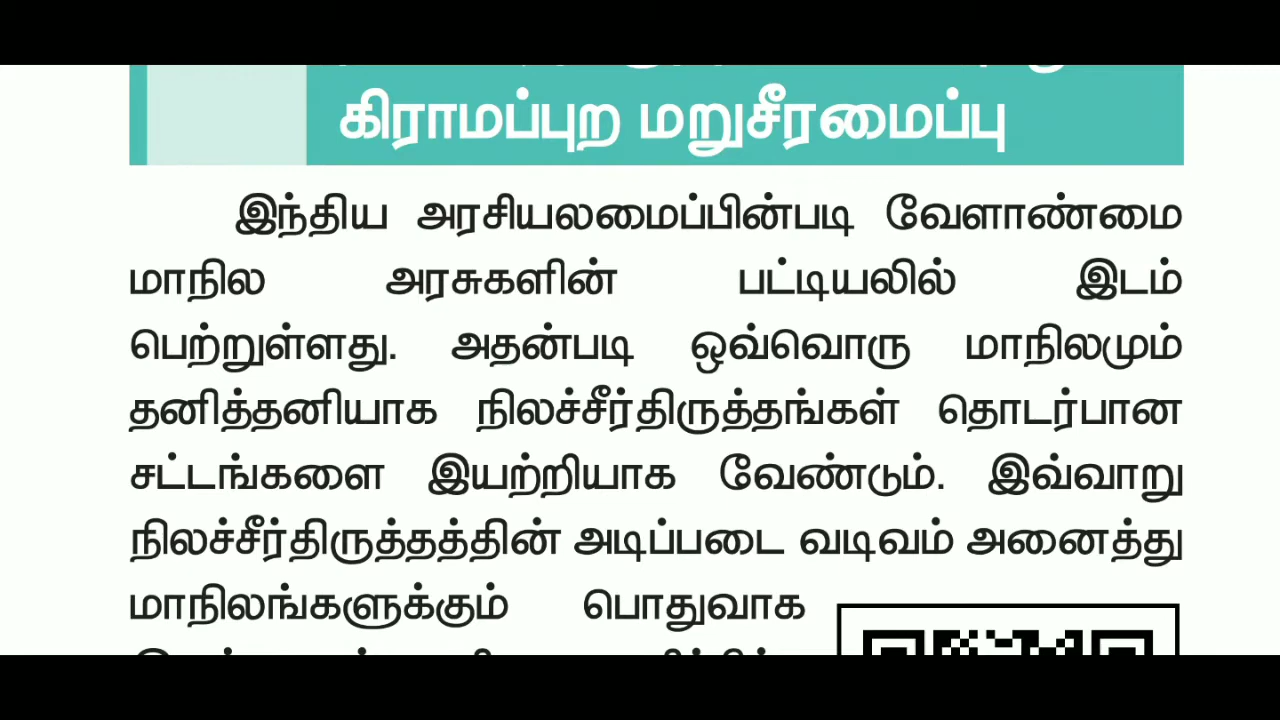 கிராமப்புற மறுசீரமைப்பு
இந்திய அரசியலமைப்பின்படி வேளாண்மை
மாநில அரசுகளின் பட்டியலில் இடம்
பெற்றுள்ளது. அதன்படி ஒவ்வொரு மாநிலமும்
தனித்தனியாக நிலச்சீர்திருத்தங்கள் தொடர்பான
சட்டங்களை இயற்றியாக வேண்டும். இவ்வாறு
நிலச்சீர்திருத்தத்தின் அடிப்படை வடிவம் அனைத்து
மாநிலங்களுக்கும் பொதுவாக